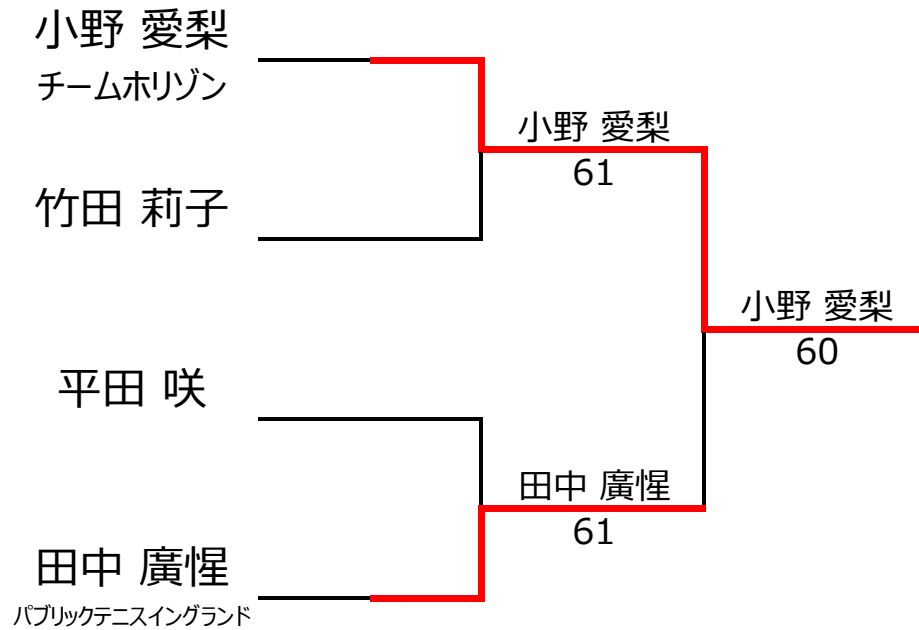 小野 愛梨
チームホリゾン
竹田 莉子
平田 咲
田中 廣惺
パブリックテニスイングランド
小野 愛梨
61
田中 廣惺
61
小野 愛梨
60